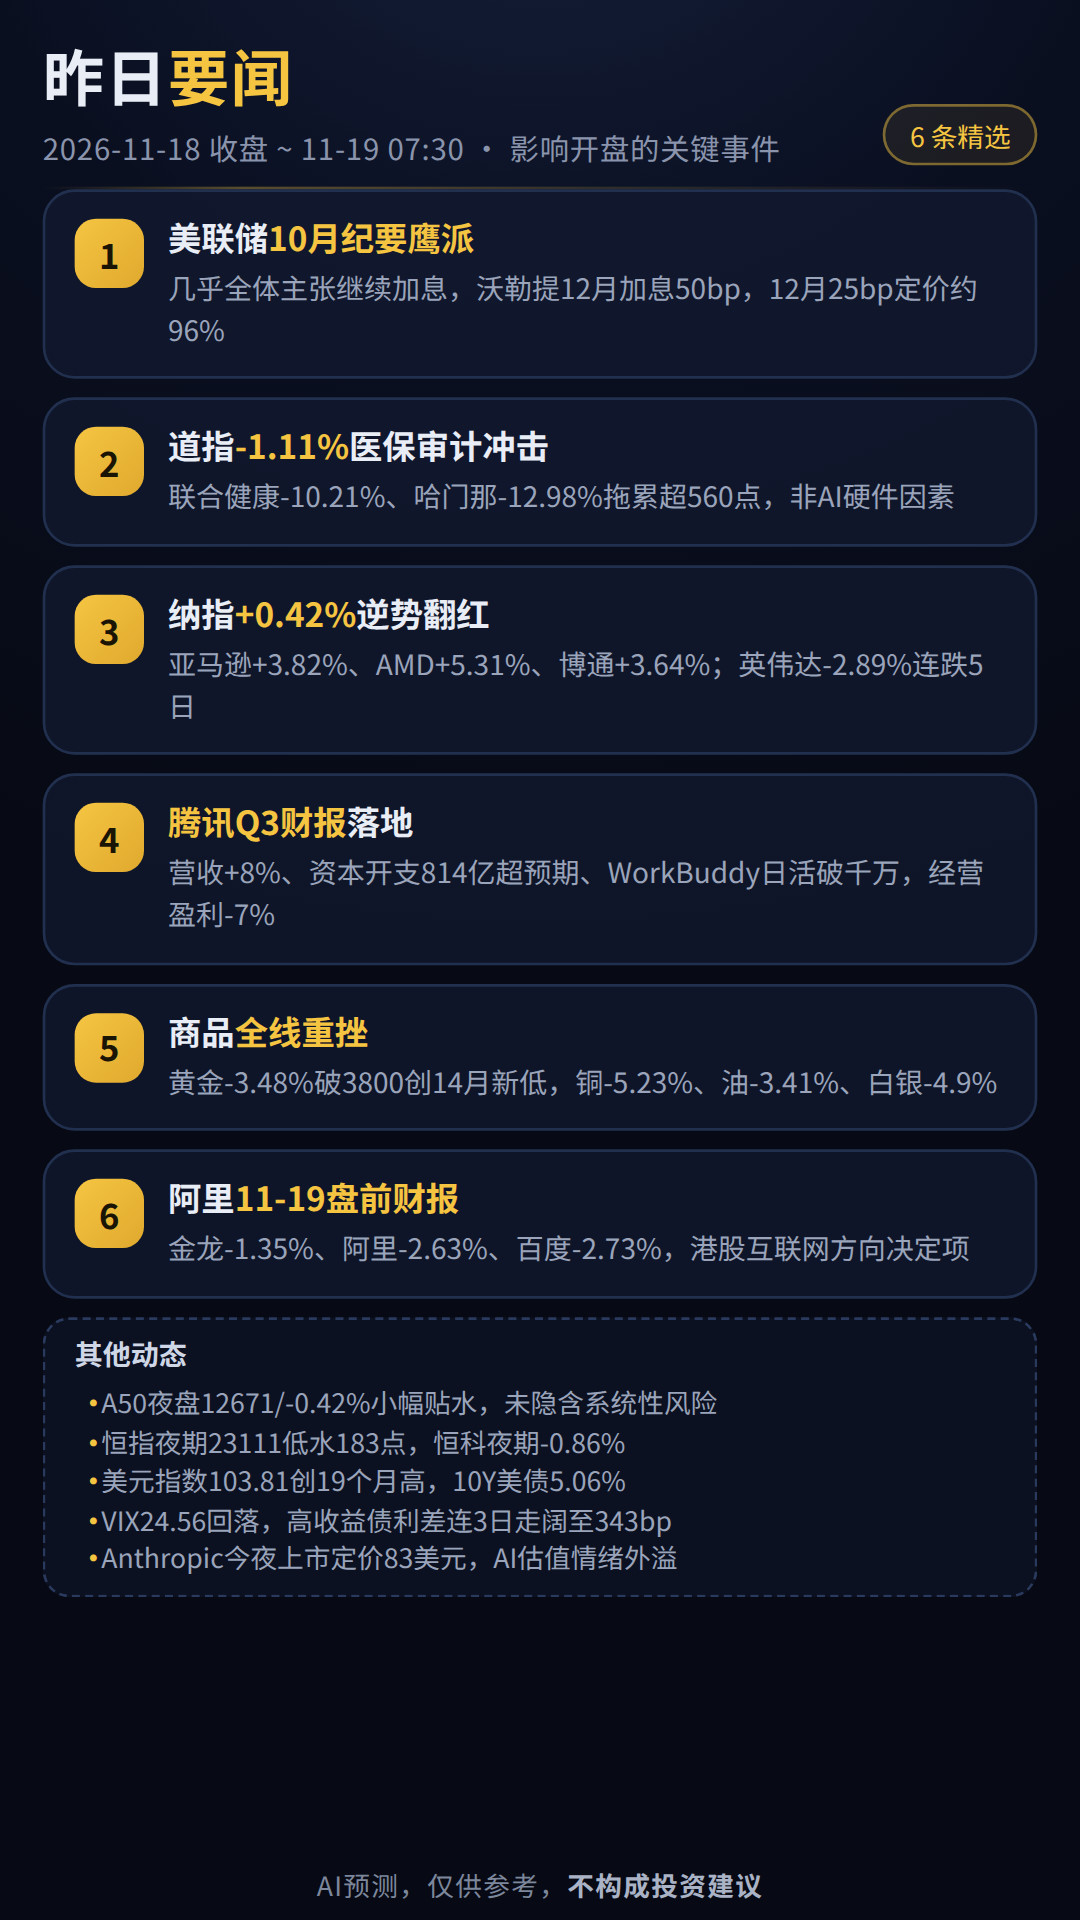 昨日要闻
2026-11-18 收盘 ~ 11-19 07:30 · 影响开盘的关键事件
6 条精选
1
美联储10月纪要鹰派
几乎全体主张继续加息，沃勒提12月加息50bp，12月25bp定价约
96%
2
道指-1.11%医保审计冲击
联合健康-10.21%、哈门那-12.98%拖累超560点，非AI硬件因素
3
纳指+0.42%逆势翻红
亚马逊+3.82%、AMD+5.31%、博通+3.64%；英伟达-2.89%连跌5
日
4
腾讯Q3财报落地
营收+8%、资本开支814亿超预期、WorkBuddy日活破千万，经营
盈利-7%
5
商品全线重挫
黄金-3.48%破3800创14月新低，铜-5.23%、油-3.41%、白银-4.9%
6
阿里11-19盘前财报
金龙-1.35%、阿里-2.63%、百度-2.73%，港股互联网方向决定项
其他动态
•A50夜盘12671/-0.42%小幅贴水，未隐含系统性风险
•恒指夜期23111低水183点，恒科夜期-0.86%
•美元指数103.81创19个月高，10Y美债5.06%
•VIX24.56回落，高收益债利差连3日走阔至343bp
•Anthropic今夜上市定价83美元，AI估值情绪外溢
AI预测，仅供参考，不构成投资建议